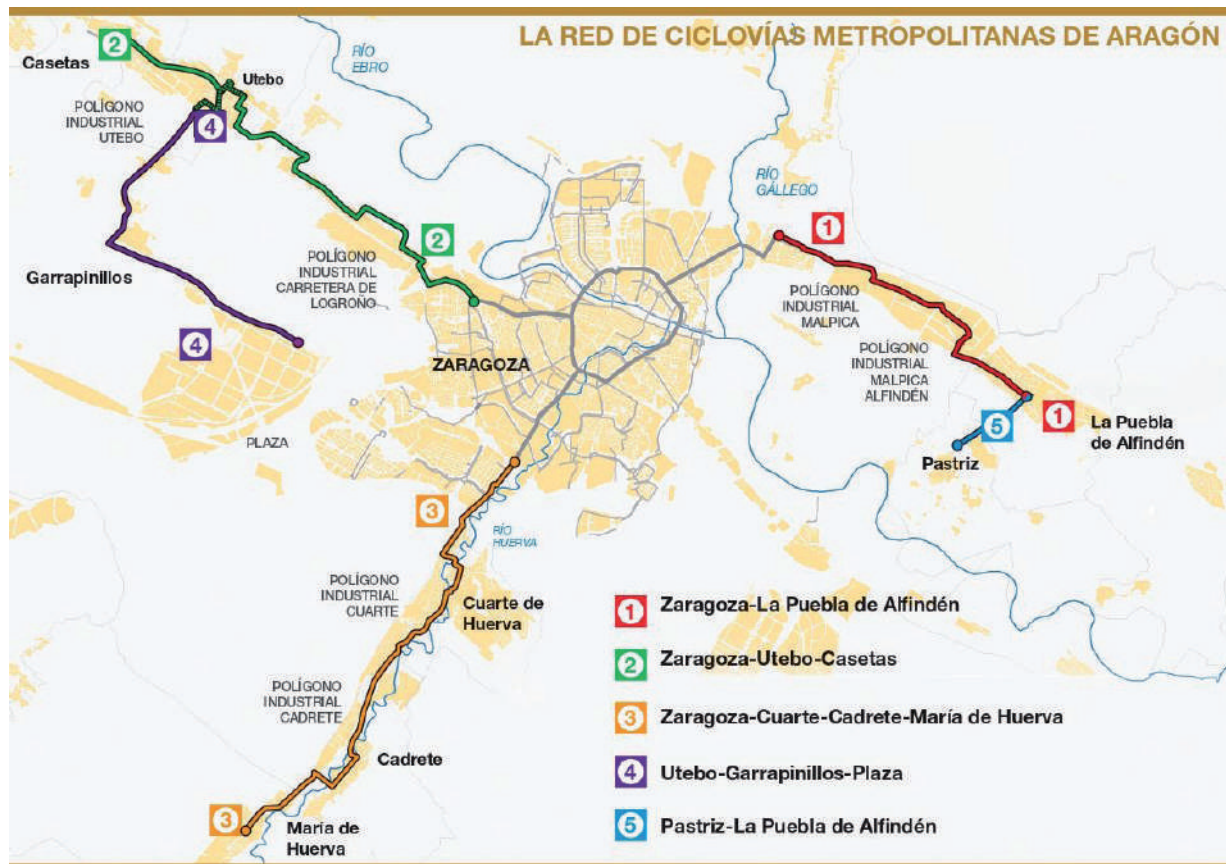 LA RED DE CICLOVÍAS METROPOLITANAS DE ARAGÓN
2
Casetas
RÍO
EBRO
Utebo
POLÍGONO
INDUSTRIAL
UTEBO
4
RÍO
GÁLLEGO
1
2
Garrapinillos
POLÍGONO
INDUSTRIAL
CARRETERA DE
LOGROÑO
POLÍGONO
INDUSTRIAL
MALPICA
4
ZARAGOZA
POLÍGONO
INDUSTRIAL
MALPICA
ALFINDÉN
1
La Puebla
de Alfindén
5
Pastriz
PLAZA
3
RÍO
HUERVA
POLÍGONO
INDUSTRIAL
CUARTE
Cuarte de
Huerva
POLÍGONO
INDUSTRIAL
CADRETE
Cadrete
3
María de
Huerva
1 Zaragoza-La Puebla de Alfindén
2 Zaragoza-Utebo-Casetas
3 Zaragoza-Cuarte-Cadrete-María de Huerva
4 Utebo-Garrapinillos-Plaza
5 Pastriz-La Puebla de Alfindén